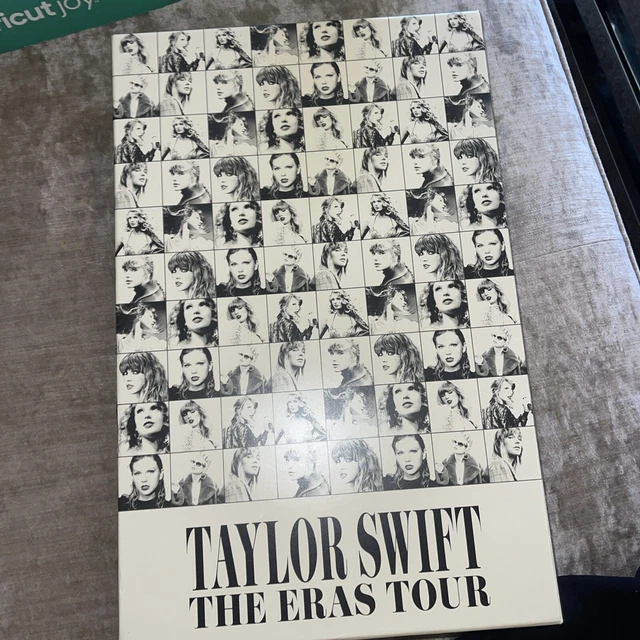 ricut joy
TAYLOR SWIFT
THE ERAS TOUR